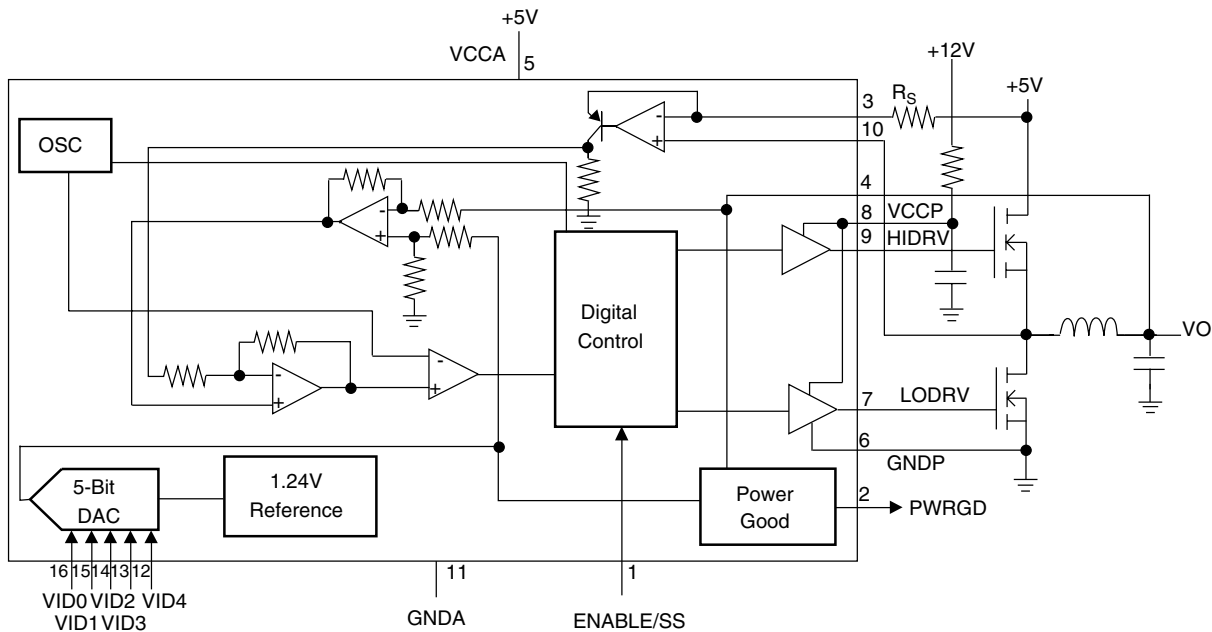 +5V
VCCA
5
+12V
+5V
3
RS
10
OSC
4
8
VCCP
9
HIDRV
Digital
Control
VO
7
LODRV
6
GNDP
5-Bit
DAC
1.24V
Reference
Power
Good
2
PWRGD
16 15 14 13 12
11
1
VID0 VID2 VID4
VID1 VID3
GNDA
ENABLE/SS